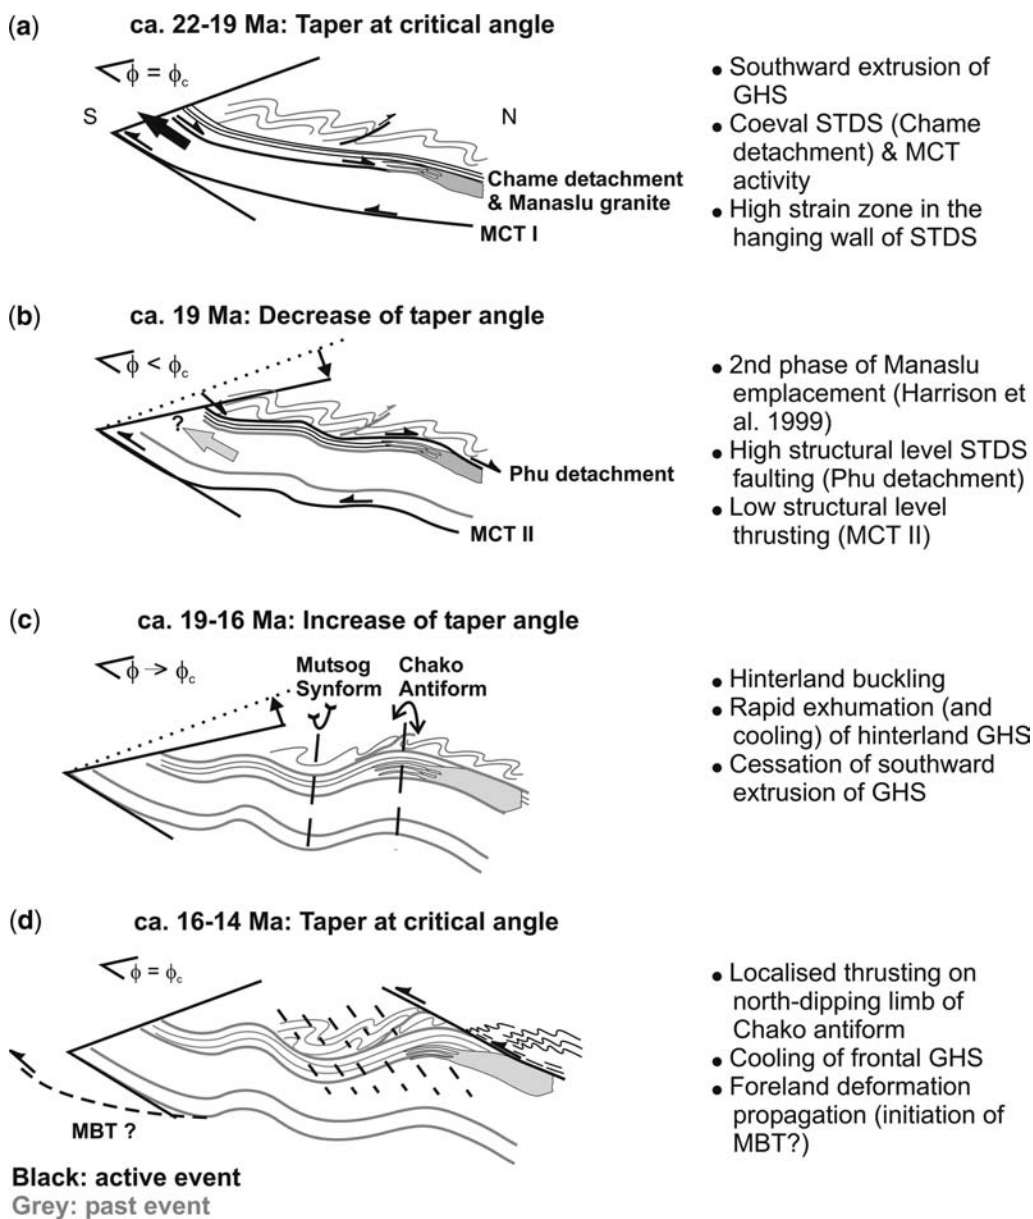 (a) ca. 22-19 Ma: Taper at critical angle
ϕ = ϕc
S
N
Chame detachment
& Manaslu granite
MCT I
• Southward extrusion of
GHS
• Coeval STDS (Chame
detachment) & MCT
activity
• High strain zone in the
hanging wall of STDS
(b) ca. 19 Ma: Decrease of taper angle
ϕ < ϕc
?
Phu detachment
MCT II
• 2nd phase of Manaslu
emplacement (Harrison et
al. 1999)
• High structural level STDS
faulting (Phu detachment)
• Low structural level
thrusting (MCT II)
(c) ca. 19-16 Ma: Increase of taper angle
ϕ → ϕc
Mutsog
Synform
Chako
Antiform
• Hinterland buckling
• Rapid exhumation (and
cooling) of hinterland GHS
• Cessation of southward
extrusion of GHS
(d) ca. 16-14 Ma: Taper at critical angle
ϕ = ϕc
MBT ?
• Localised thrusting on
north-dipping limb of
Chako antiform
• Cooling of frontal GHS
• Foreland deformation
propagation (initiation of
MBT?)
Black: active event
Grey: past event